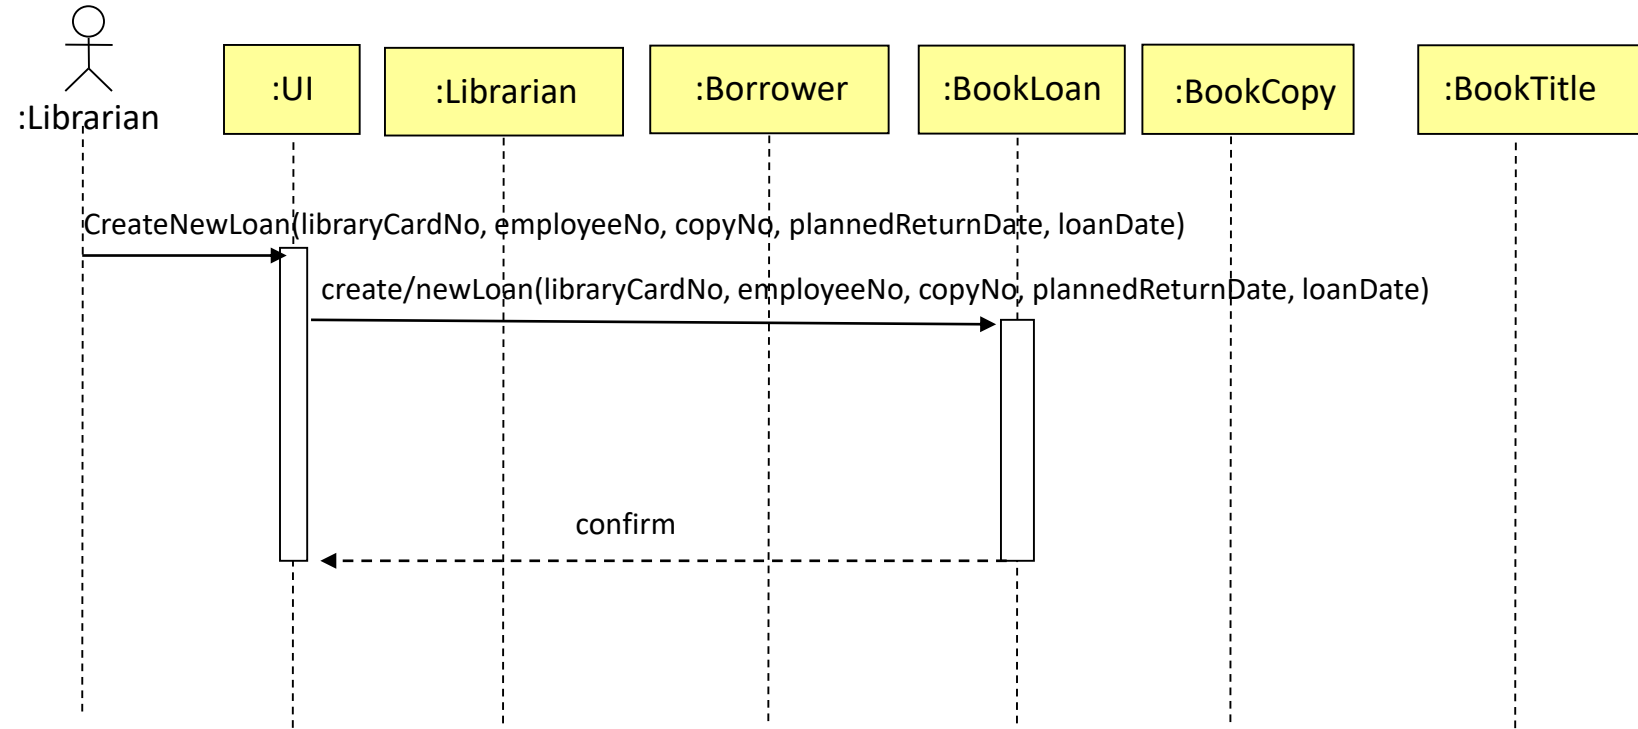 :Librarian
:UI
:Librarian
:Borrower
:BookLoan
:BookCopy
:BookTitle
CreateNewLoan(libraryCardNo, employeeNo, copyNo, plannedReturnDate, loanDate)
create/newLoan(libraryCardNo, employeeNo, copyNo, plannedReturnDate, loanDate)
confirm